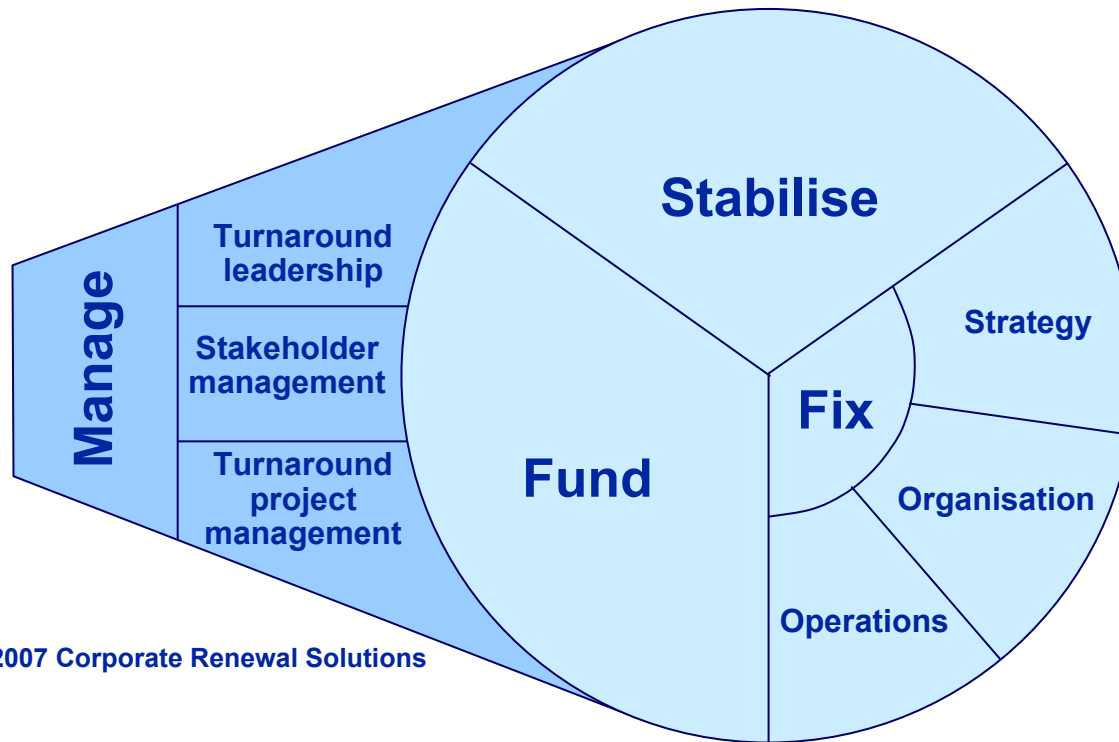 Manage
Turnaround
leadership
Stakeholder
management
Turnaround
project
management
Stabilise
Fund
Fix
Strategy
Organisation
Operations
2007 Corporate Renewal Solutions